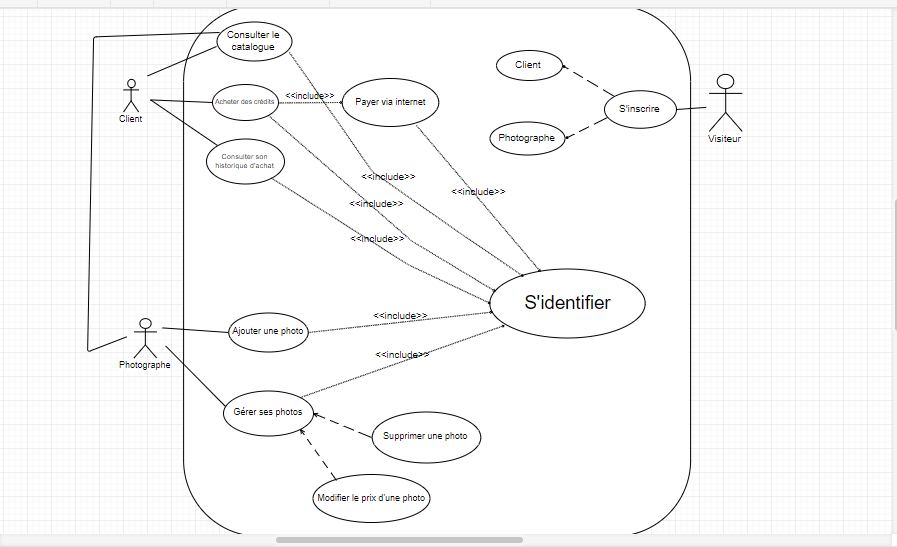 Consulter le
catalogue
Client
S'inscrire
Visiteur
Client
Acheter des crédits
<<include>>
Payer via internet
Photographe
Consulter son
historique d'achat
<<include>>
<<include>>
<<include>>
<<include>>
S'identifier
Ajouter une photo
<<include>>
Photographe
<<include>>
Gérer ses photos
Supprimer une photo
Modifier le prix d'une photo